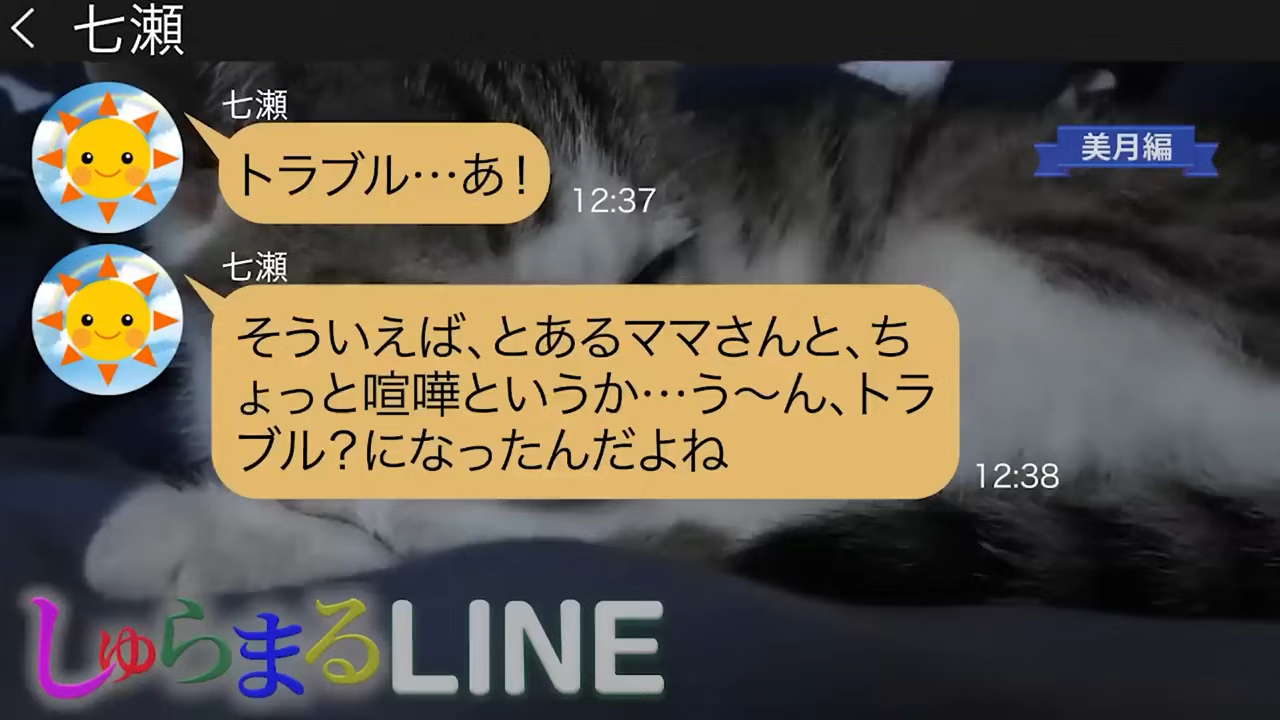 七瀬
七瀬
トラブル…あ！
12:37
美月編
七瀬
そういえば、とあるママさんと、ち
ょっと喧嘩というか…う〜ん、トラ
ブル？になったんだよね
12:38
しゅらまるLINE